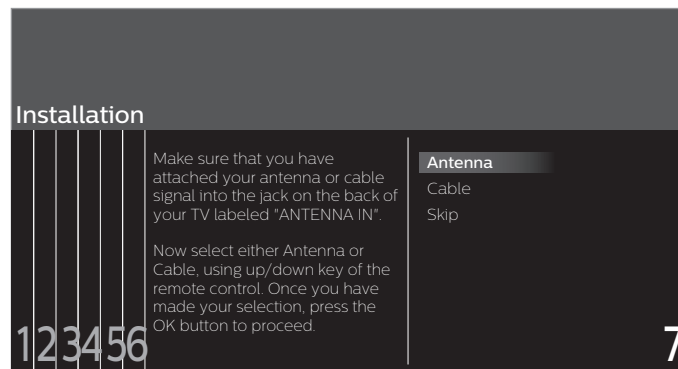 Installation
Make sure that you have
attached your antenna or cable
signal into the jack on the back of
your TV labeled "ANTENNA IN".
Now select either Antenna or
Cable, using up/down key of the
remote control. Once you have
made your selection, press the
OK button to proceed.
Antenna
Cable
Skip
123456
7